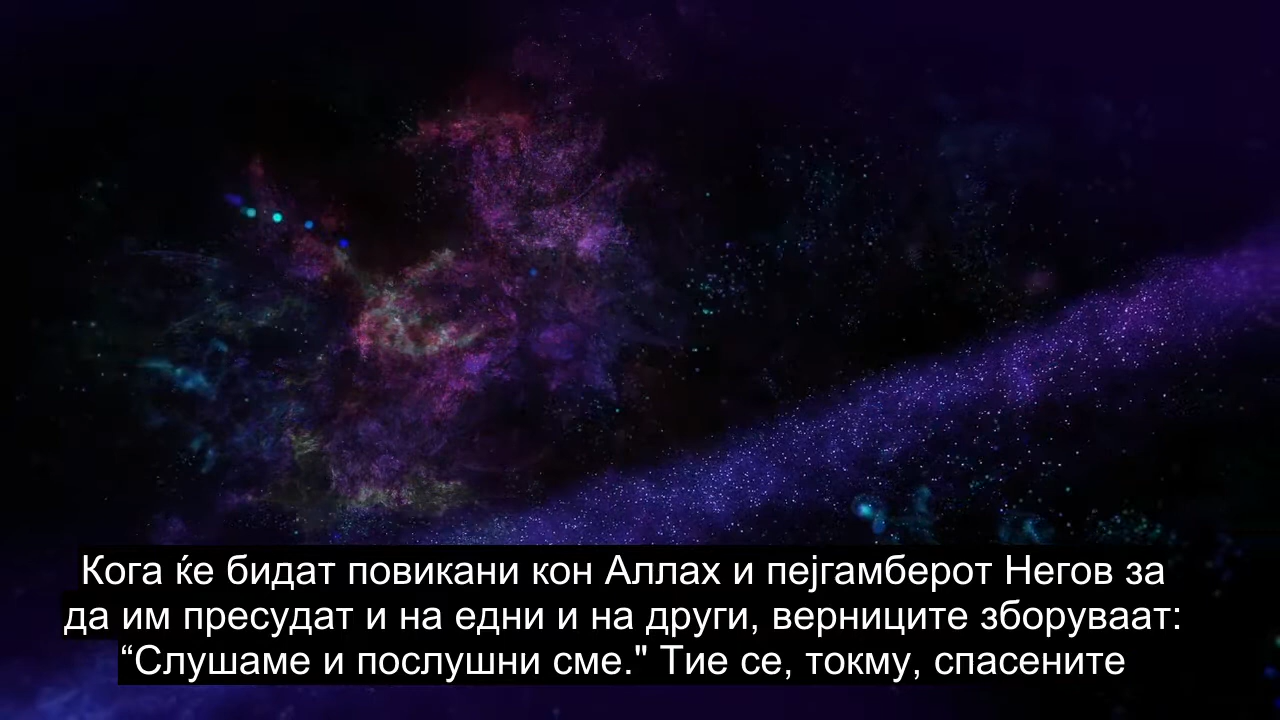 Кога ќе бидат повикани кон Аллах и пејгамберот Негов за
да им пресудат и на едни и на други, верниците зборуваат:
“Слушаме и послушни сме." Тие се, токму, спасените